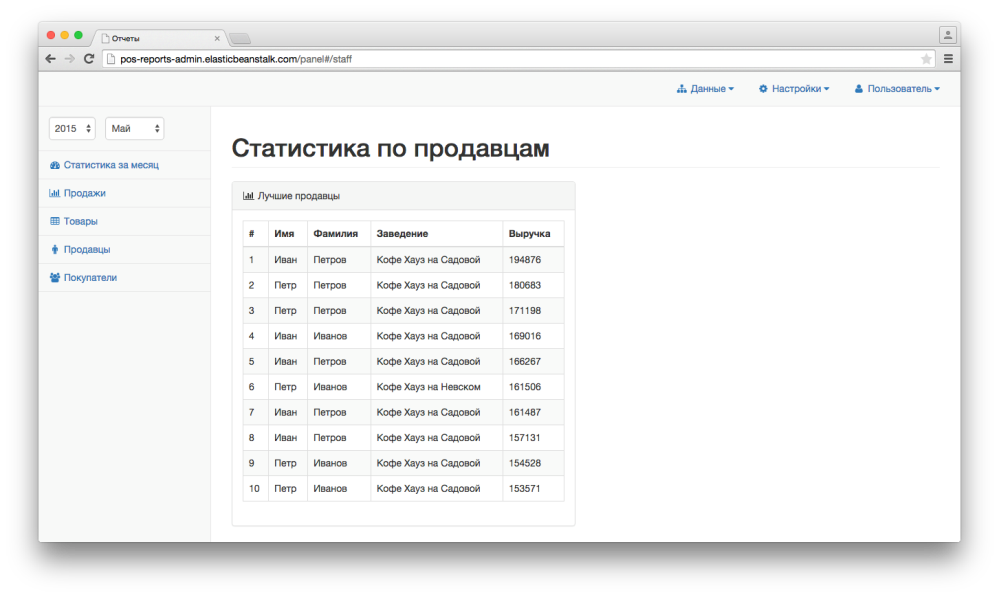 Отчеты
pos-reports-admin.elasticbeanstalk.com/panel#/staff
Данные Настройки Пользователь
2015 Май
Статистика за месяц
Продажи
Товары
Продавцы
Покупатели
Статистика по продавцам
Лучшие продавцы
# Имя Фамилия Заведение Выручка
1 Иван Петров Кофе Хауз на Садовой 194876
2 Петр Петров Кофе Хауз на Садовой 180683
3 Петр Петров Кофе Хауз на Садовой 171198
4 Иван Иванов Кофе Хауз на Садовой 169016
5 Иван Петров Кофе Хауз на Садовой 166267
6 Петр Иванов Кофе Хауз на Невском 161506
7 Иван Петров Кофе Хауз на Садовой 161487
8 Иван Петров Кофе Хауз на Садовой 157131
9 Петр Иванов Кофе Хауз на Садовой 154528
10 Петр Иванов Кофе Хауз на Садовой 153571